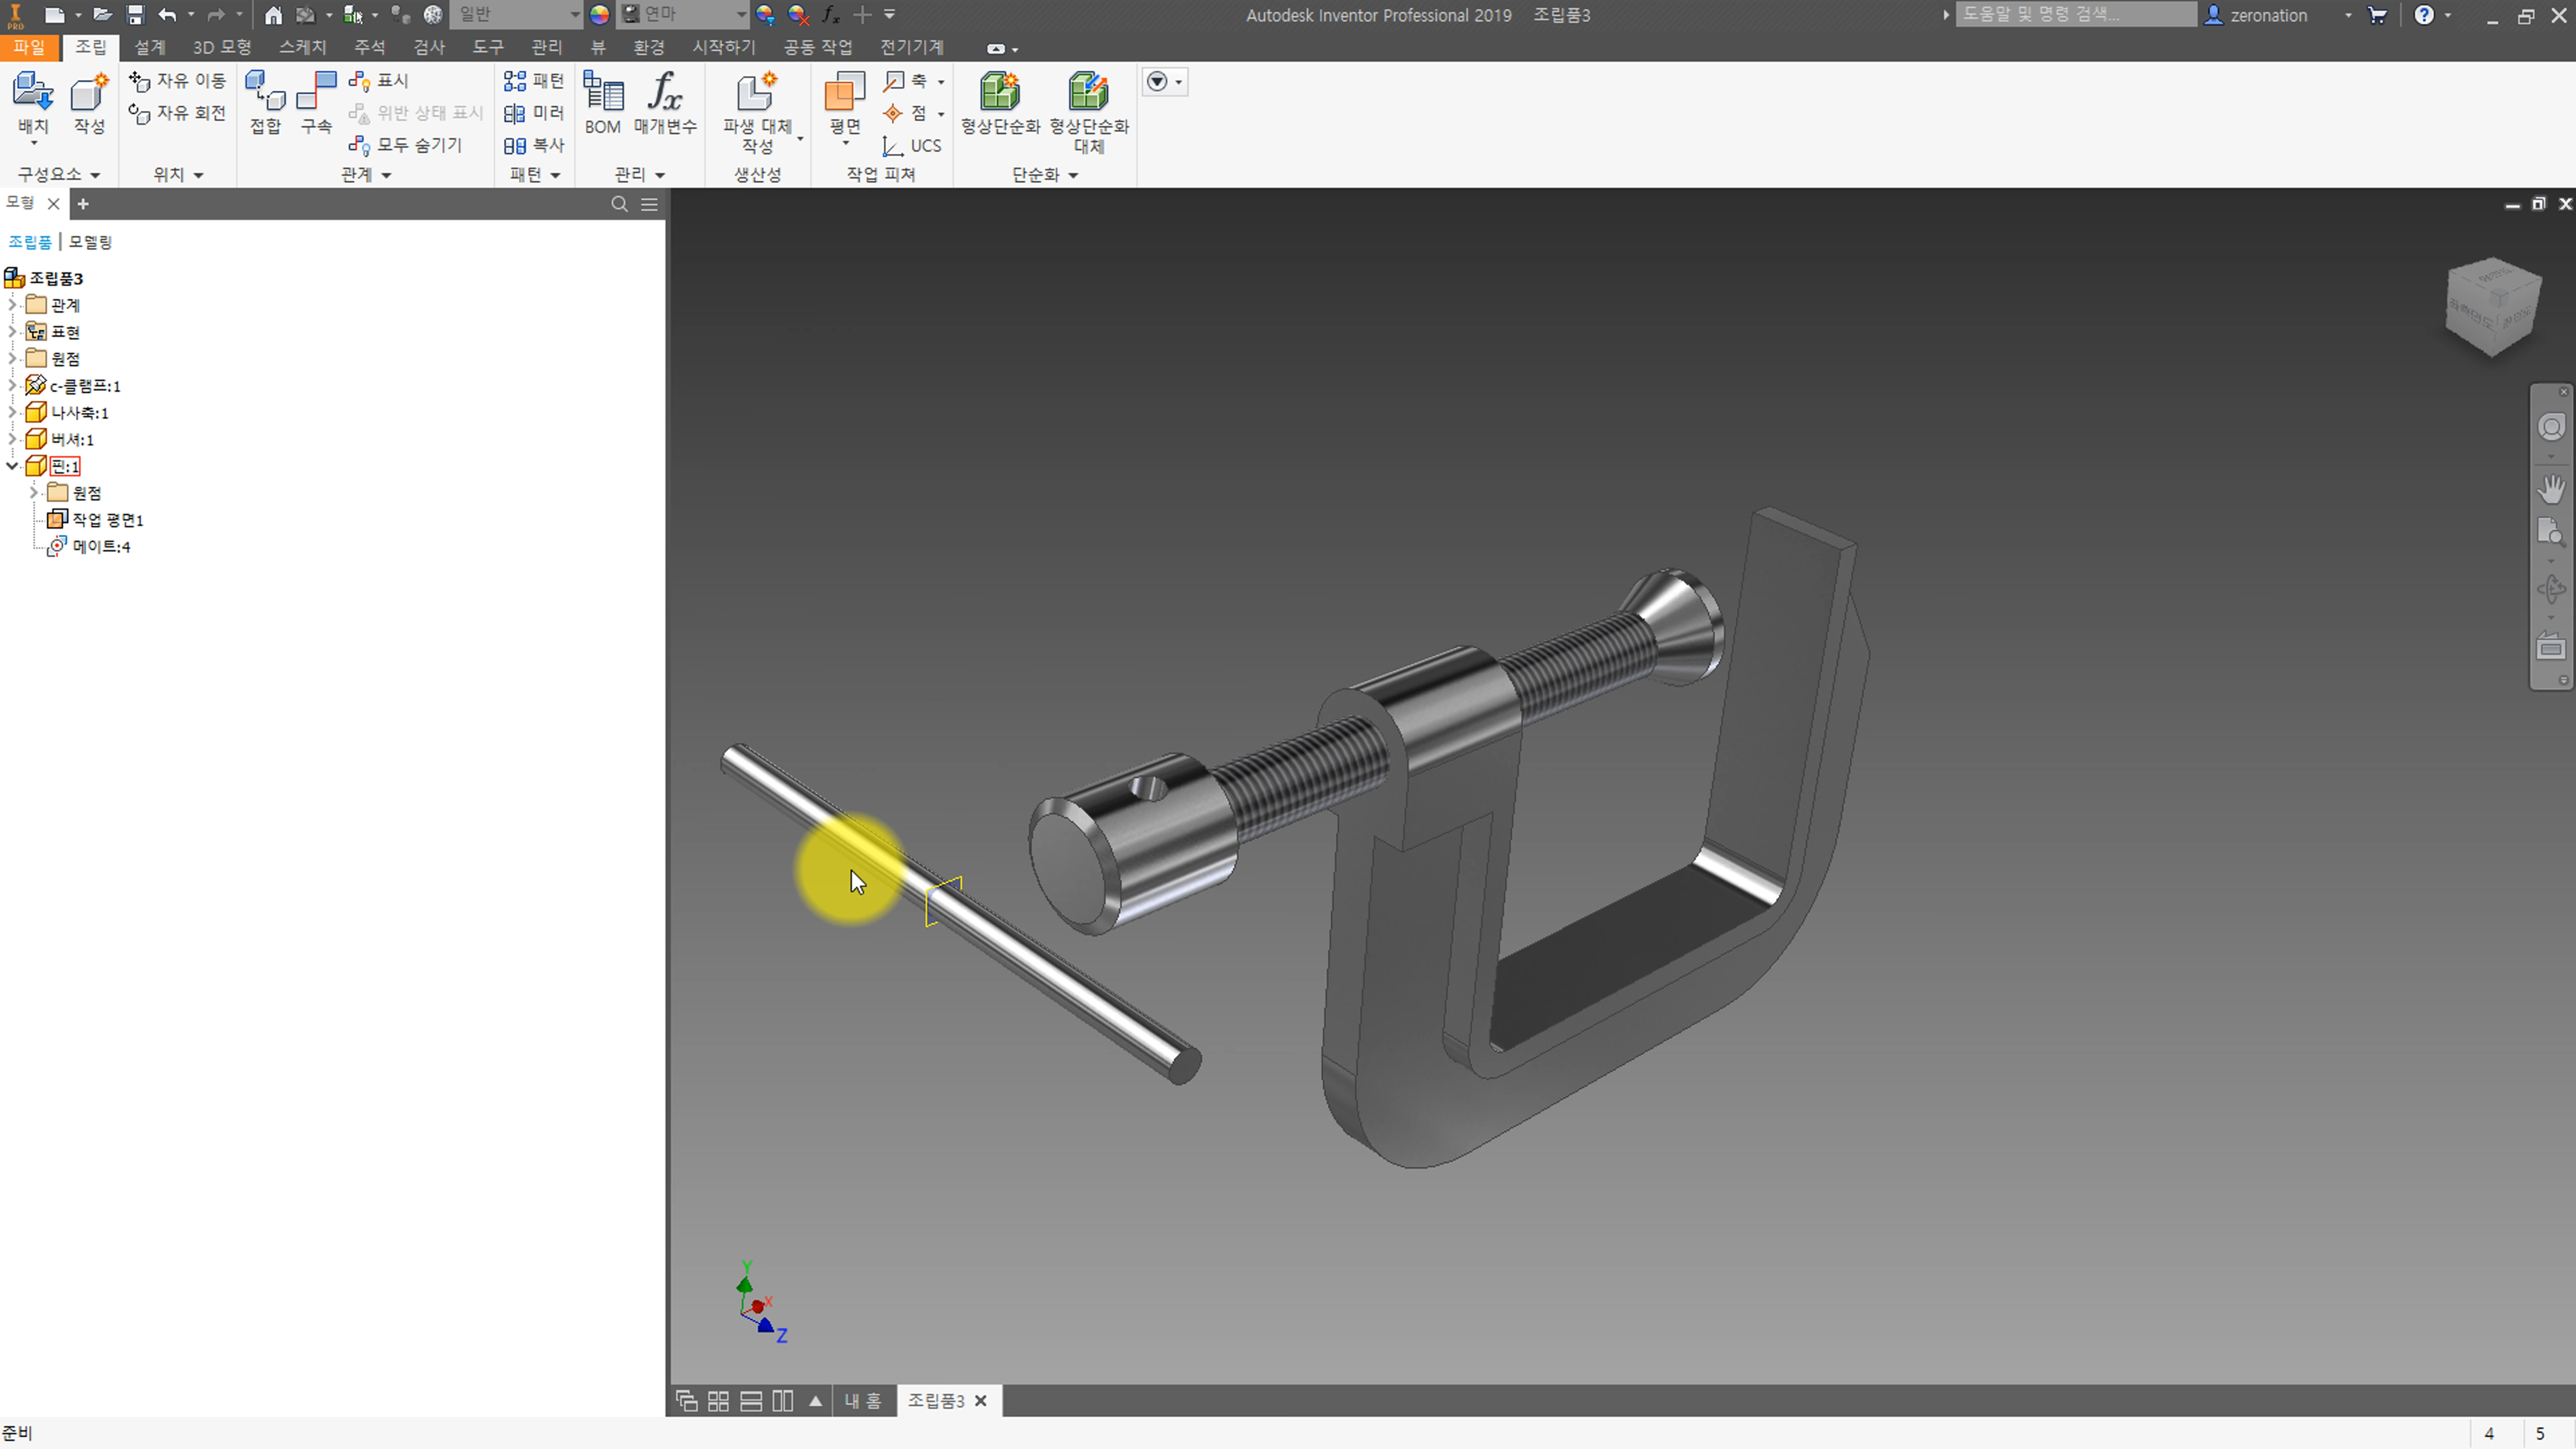 PRO 일반 연마 fx Autodesk Inventor Professional 2019 조립품3 도움말 및 명령 검색... zeronation
파일 조립 설계 3D 모형 스케치 주석 검사 도구 관리 뷰 환경 시작하기 공동 작업 전기기계
배치 작성 자유 이동 자유 회전 접합 구속 표시 위반 상태 표시 모두 숨기기 패턴 미러 복사 BOM fx 매개변수 파생 대체 작성 평면 축 점 UCS 형상단순화 형상단순화 대체
구성요소 위치 관계 패턴 관리 생산성 작업 피쳐 단순화
모형
조립품 | 모델링
조립품3
관계
표현
원점
c-클램프:1
나사축:1
버셔:1
핀:1
원점
작업 평면1
메이트:4
Y
X
Z
내 홈 조립품3
준비 4 5